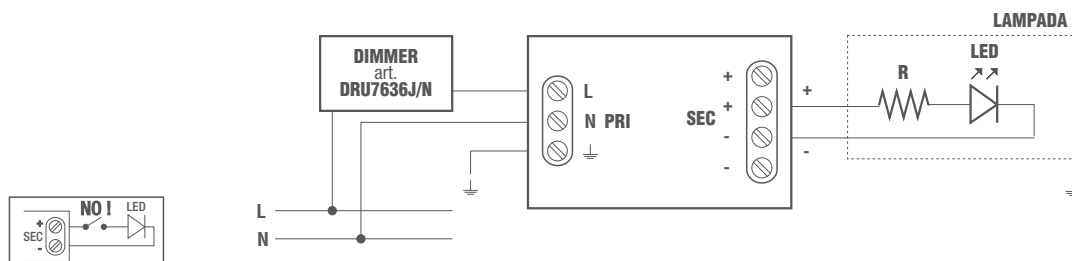 LAMPADA
DIMMER
art.
DRU7636J/N
LED
R
+
+
L
+
N PRI
SEC
-
-
-
NO !
LED
+
SEC
-
L
N